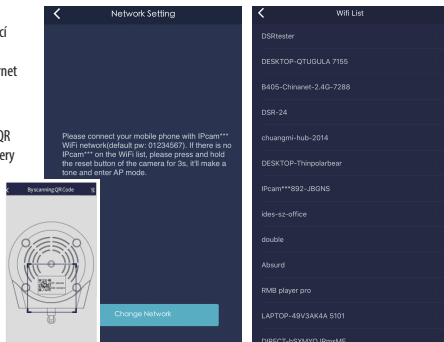 cí
rnet
QR
ery
By scanning QR Code
Network Setting
Please connect your mobile phone with IPcam***
WiFi network(default pw: 01234567). If there is no
IPcam*** on the WiFi list, please press and hold
the reset button of the camera for 3s, it'll make a
tone and enter AP mode.
Change Network
Wifi List
DSRtester
DESKTOP-QTUGULA 7155
B405-Chinanet-2.4G-7288
DSR-24
chuangmi-hub-2014
DESKTOP-Thinpolarbear
IPcam***892-JBGNS
ides-sz-office
double
Absurd
RMB player pro
LAPTOP-49V3AK4A 5101